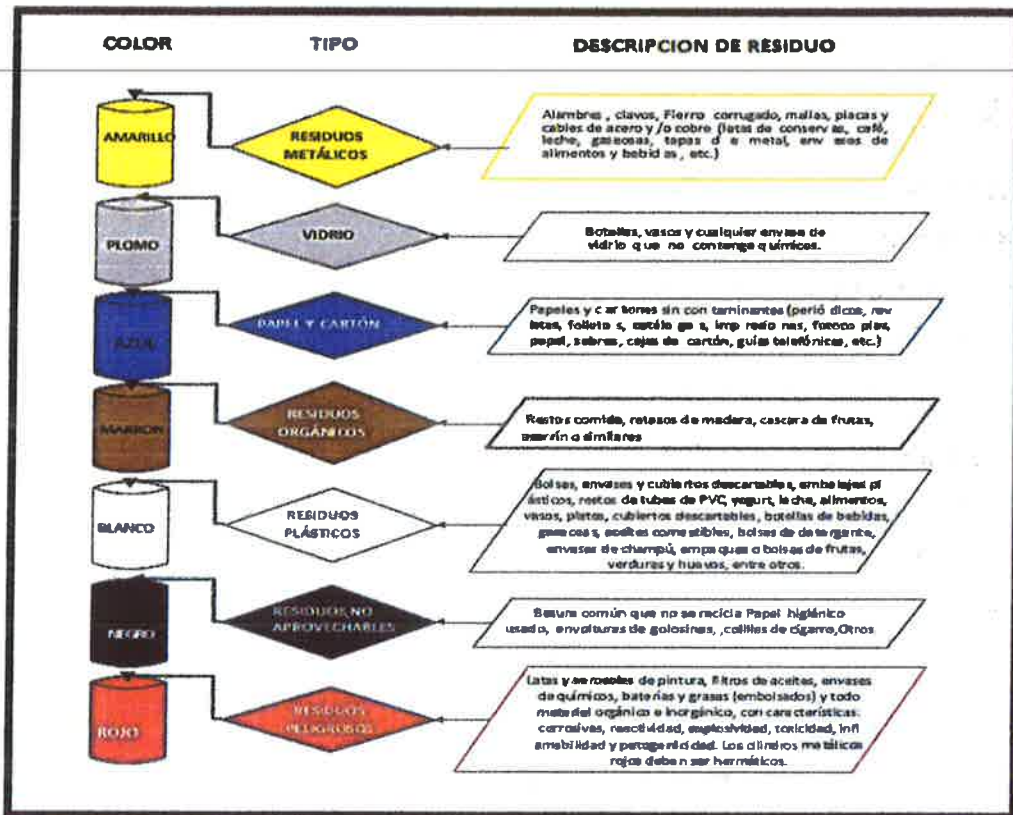 COLOR TIPO DESCRIPCION DE RESIDUO
AMARILLO
RESIDUOS
METÁLICOS
Alambres , clavos, Fierro corrugado, mallas, placas y
cables de acero y /o cobre (latas de conservas, café,
leche, gaseosas, tapas d e metal, env ases de
alimentos y bebidas , etc.)
PLOMO
VIDRIO
Botellas, vasos y cualquier envase de
vidrio que no contenga químicos.
AZUL
PAPEL Y CARTÓN
Papeles y car tones sin con taminantes (perió dicos, rev
istas, folleto s, catálo go s, imp resio nes, fotoco pias,
papel, sobres, cajas de cartón, guías telefónicas, etc.)
MARRON
RESIDUOS
ORGÁNICOS
Restos comida, retasos de madera, cascara de frutas,
aserrín o similares
BLANCO
RESIDUOS
PLÁSTICOS
Bolsas, envases y cubiertos descartables, embalajes pl
ásticos, restos de tubos de PVC, yogurt, leche, alimentos,
vasos, platos, cubiertos descartables, botellas de bebidas,
gaseosas, aceites comestibles, bolsas de detergente,
envases de champú, empaques o bolsas de frutas,
verduras y huevos, entre otros.
NEGRO
RESIDUOS NO
APROVECHABLES
Basura común que no se recicla Papel higiénico
usado, envolturas de golosinas, ,colillas de cigarro,Otros
ROJO
RESIDUOS
PELIGROSOS
Latas y aerosoles de pintura, filtros de aceites, envases
de químicos, baterías y grasas (embolsados) y todo
material orgánico e inorgánico, con características:
corrosivas, reactividad, explosividad, toxicidad, infl
amabilidad y patogenicidad. Los cilindros metálicos
rojos deben ser herméticos.